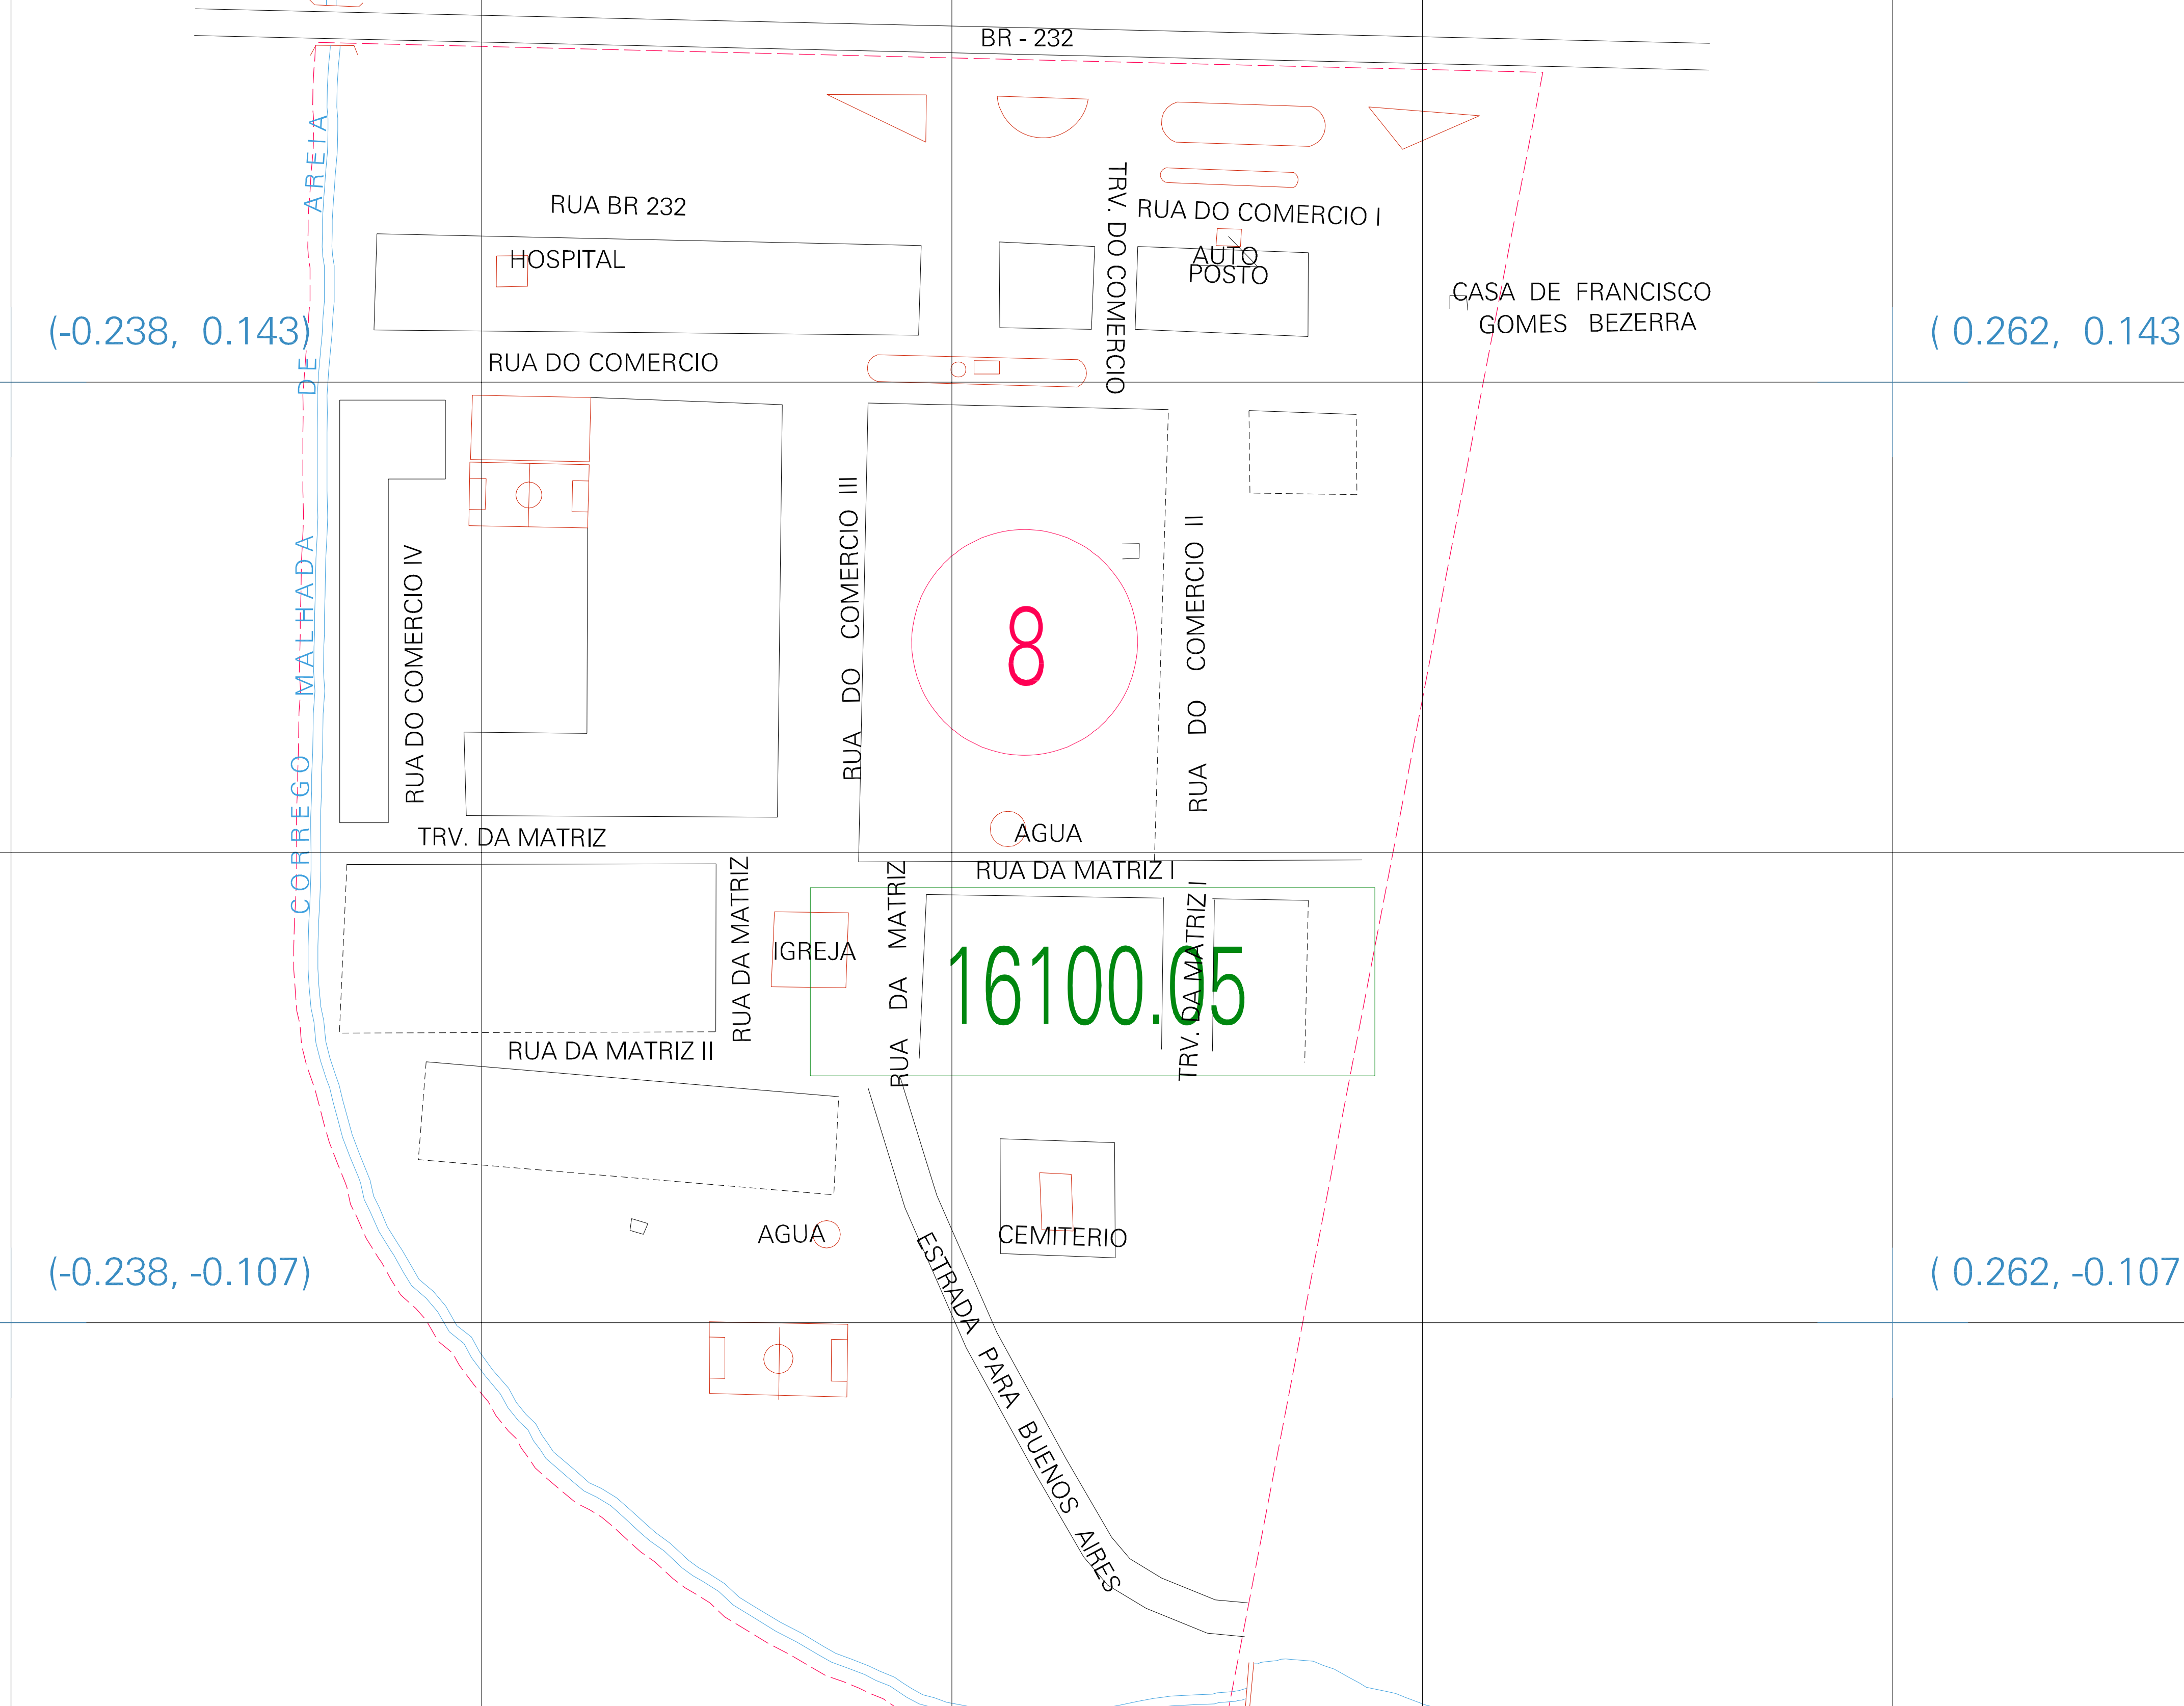 BR - 232
RUA BR 232
TRV. DO COMERCIO
RUA DO COMERCIO I
HOSPITAL
AUTO
POSTO
CASA DE FRANCISCO
GOMES BEZERRA
(-0.238, 0.143)
( 0.262, 0.143
RUA DO COMERCIO
CORREGO MALHADA DE AREIA
RUA DO COMERCIO IV
RUA DO COMERCIO III
8
RUA DO COMERCIO II
AGUA
TRV. DA MATRIZ
RUA DA MATRIZ I
RUA DA MATRIZ
IGREJA
RUA DA MATRIZ
16100.05
TRV. DA MATRIZ I
RUA DA MATRIZ II
AGUA
CEMITERIO
(-0.238, -0.107)
( 0.262, -0.107
ESTRADA PARA BUENOS AIRES